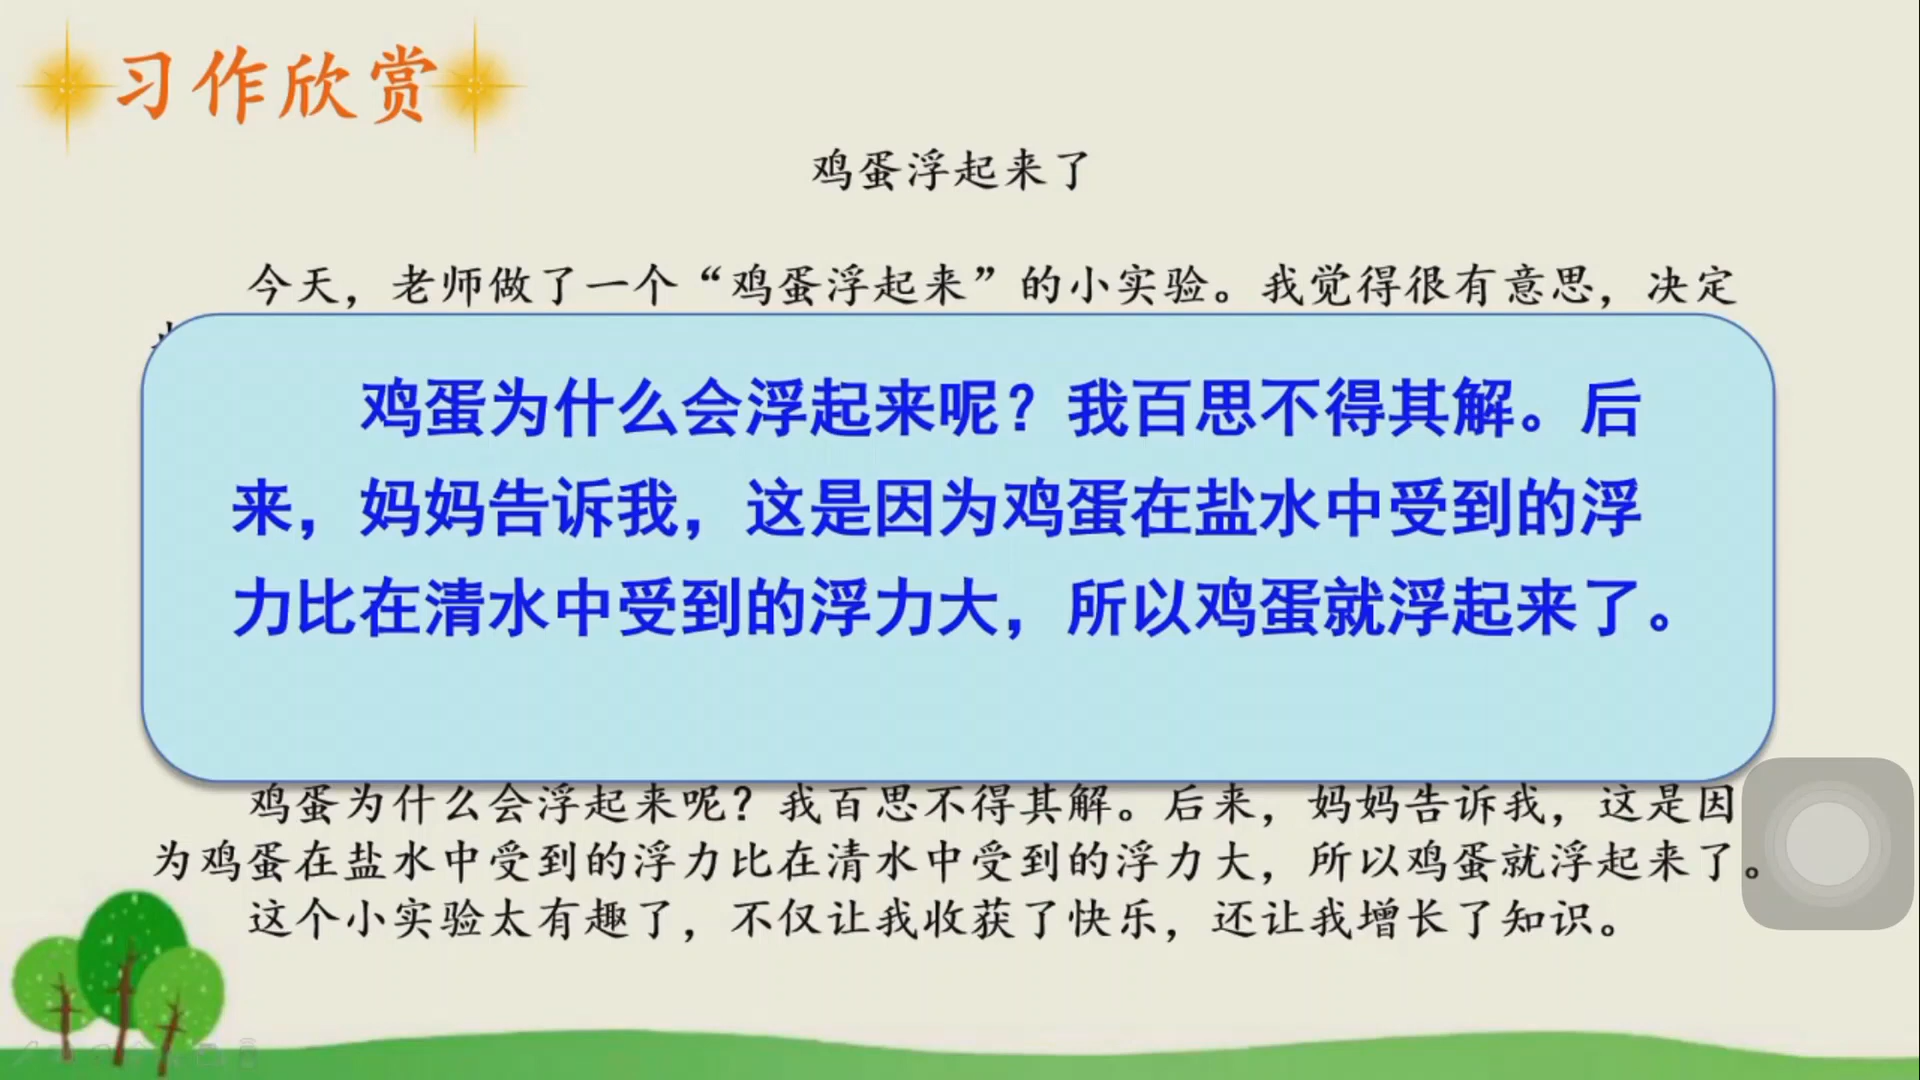 习作欣赏
鸡蛋浮起来了
今天，老师做了一个“鸡蛋浮起来”的小实验。我觉得很有意思，决定
鸡蛋为什么会浮起来呢？我百思不得其解。后
来，妈妈告诉我，这是因为鸡蛋在盐水中受到的浮
力比在清水中受到的浮力大，所以鸡蛋就浮起来了。
鸡蛋为什么会浮起来呢？我百思不得其解。后来，妈妈告诉我，这是因
为鸡蛋在盐水中受到的浮力比在清水中受到的浮力大，所以鸡蛋就浮起来了。
这个小实验太有趣了，不仅让我收获了快乐，还让我增长了知识。